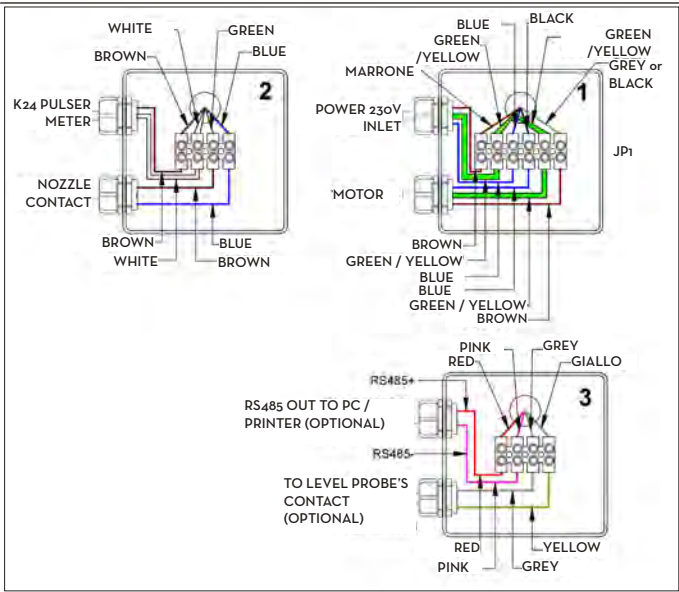 WHITE
GREEN
BROWN
BLUE
2
K24 PULSER
METER
NOZZLE
CONTACT
BROWN
BLUE
WHITE
BROWN
BLUE
BLACK
GREEN
/YELLOW
GREEN
/YELLOW
GREY or
BLACK
MARRONE
1
POWER 230V
INLET
JP1
'MOTOR
BROWN
GREEN / YELLOW
BLUE
BLUE
GREEN / YELLOW
BROWN
PINK
GREY
RED
GIALLO
RS485+
3
RS485 OUT TO PC /
PRINTER (OPTIONAL)
RS485-
TO LEVEL PROBE'S
CONTACT
(OPTIONAL)
RED
YELLOW
PINK
GREY